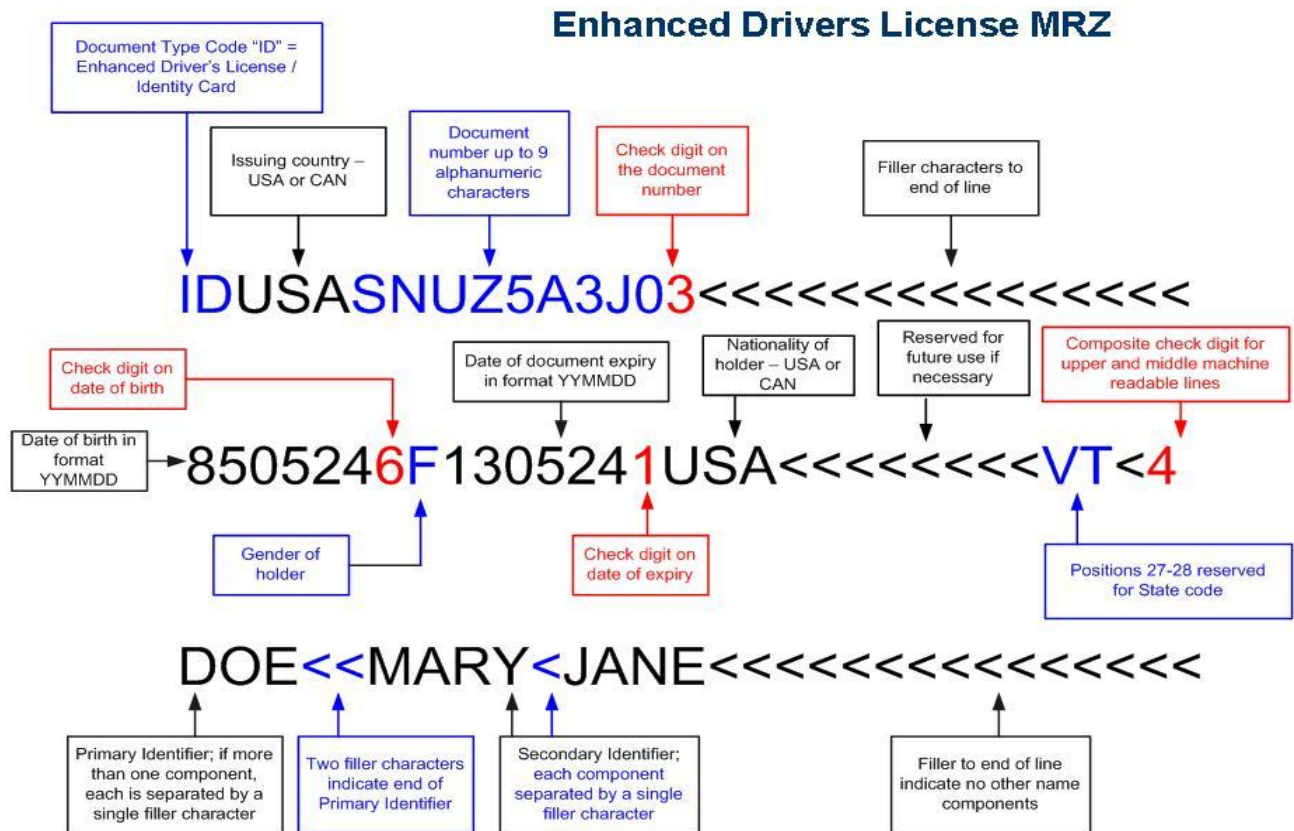 Enhanced Drivers License MRZ
Document Type Code “ID” =
Enhanced Driver's License /
Identity Card
Issuing country –
USA or CAN
Document
number up to 9
alphanumeric
characters
Check digit on
the document
number
Filler characters to
end of line
IDUSASNUZ5A3J03<<<<<<<<<<<<<<<
Check digit on
date of birth
Date of document expiry
in format YYMMDD
Nationality of
holder – USA or
CAN
Reserved for
future use if
necessary
Composite check digit for
upper and middle machine
readable lines
Date of birth in
format
YYMMDD
8505246F1305241USA<<<<<<<<VT<4
Gender of
holder
Check digit on
date of expiry
Positions 27-28 reserved
for State code
DOE<<MARY<JANE<<<<<<<<<<<<<<<
Primary Identifier; if more
than one component,
each is separated by a
single filler character
Two filler characters
indicate end of
Primary Identifier
Secondary Identifier;
each component
separated by a single
filler character
Filler to end of line
indicate no other name
components